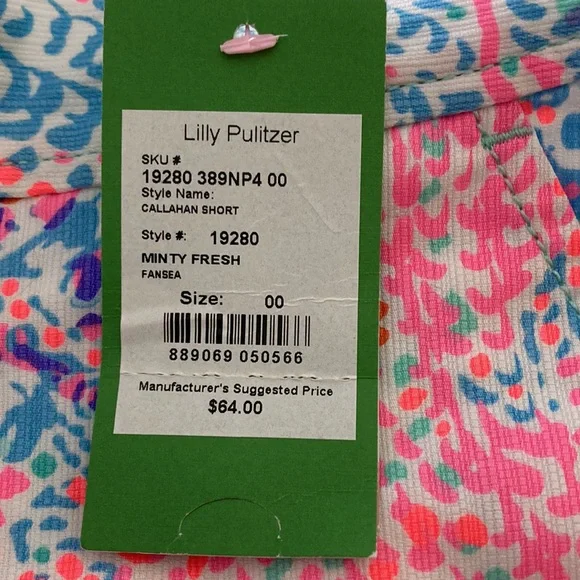 Lilly Pulitzer
SKU #
19280 389NP4 00
Style Name:
CALLAHAN SHORT
Style #: 19280
MINTY FRESH
FANSEA
Size: 00
889069 050566
Manufacturer's Suggested Price
$64.00